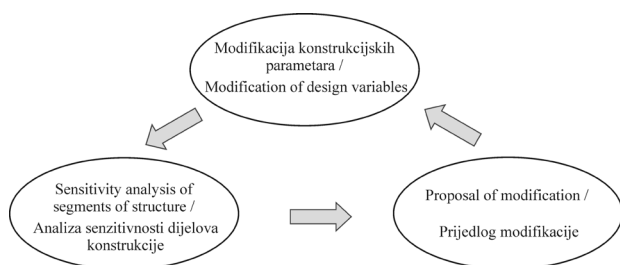 Modifikacija konstrukcijskih
parametara /
Modification of design variables
Sensitivity analysis of
segments of structure /
Analiza senzitivnosti dijelova
konstrukcije
Proposal of modification /
Prijedlog modifikacije